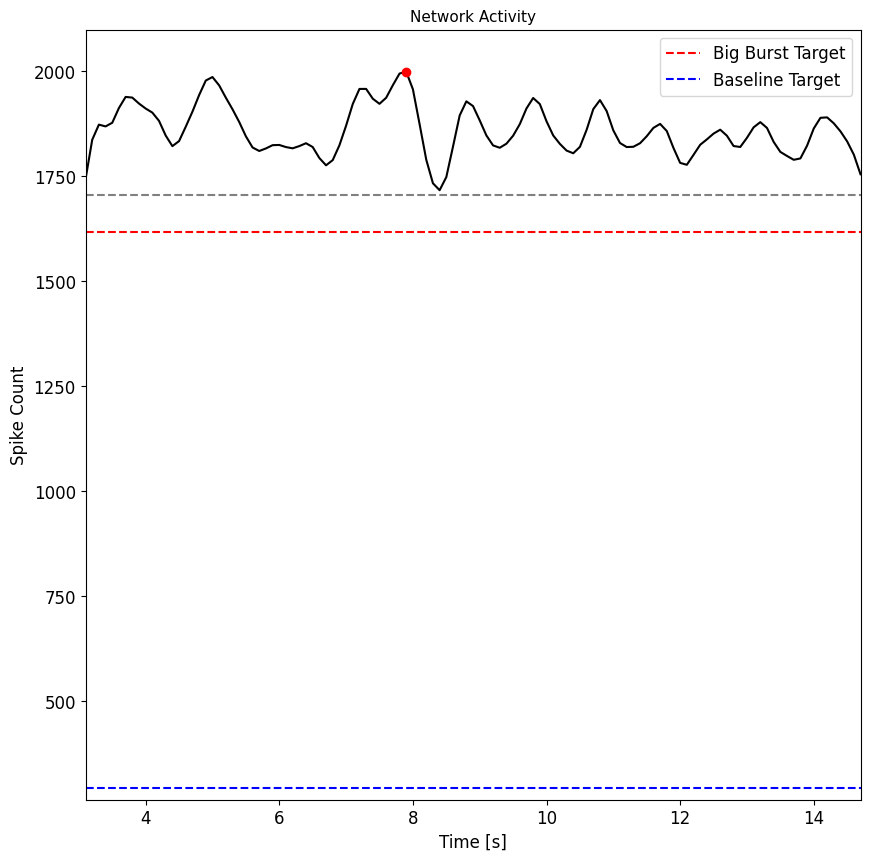 Network Activity
Big Burst Target
Baseline Target
2000
1750
1500
1250
1000
750
500
Spike Count
4 6 8 10 12 14
Time [s]